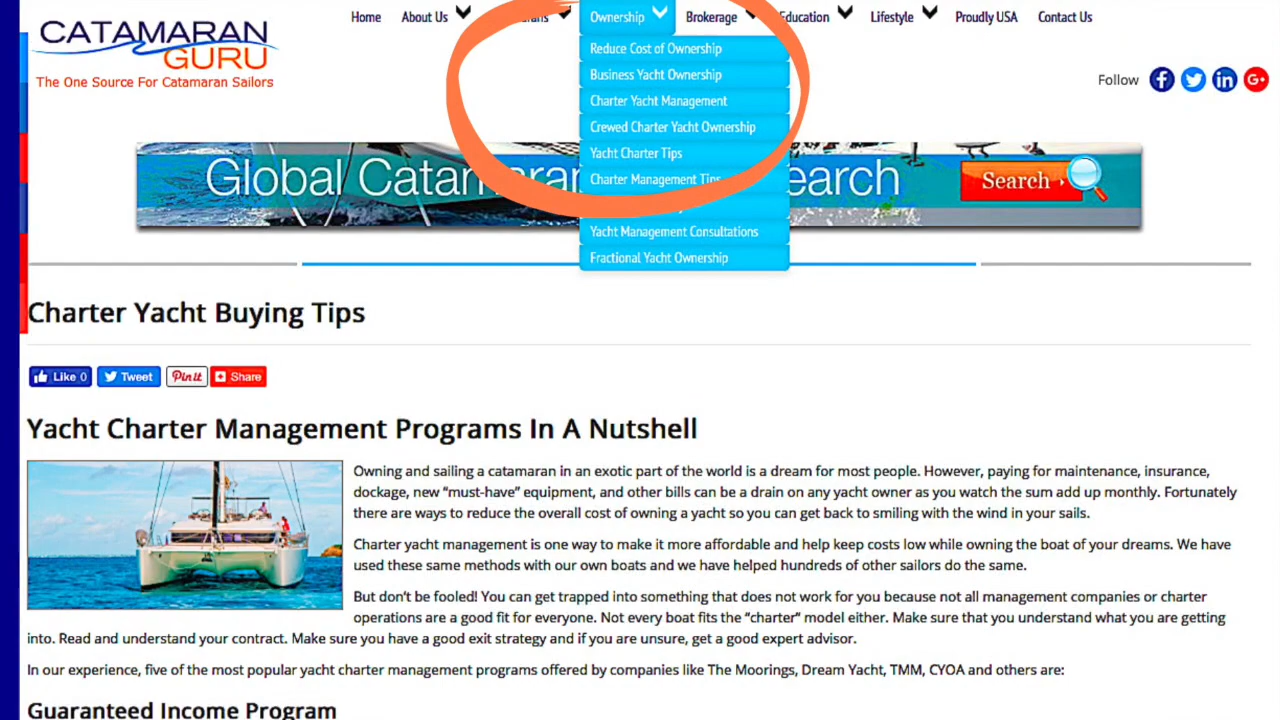 CATAMARAN
GURU
The One Source For Catamaran Sailors
Home About Us Ownership Brokerage Education Lifestyle Proudly USA Contact Us
Reduce Cost of Ownership
Business Yacht Ownership
Charter Yacht Management
Crewed Charter Yacht Ownership
Yacht Charter Tips
Charter Management Tips
Yacht Management Consultations
Fractional Yacht Ownership
Follow
Global
Search ›
Charter Yacht Buying Tips
Like 0 Tweet Pin it Share
Yacht Charter Management Programs In A Nutshell
Owning and sailing a catamaran in an exotic part of the world is a dream for most people. However, paying for maintenance, insurance,
dockage, new “must-have” equipment, and other bills can be a drain on any yacht owner as you watch the sum add up monthly. Fortunately
there are ways to reduce the overall cost of owning a yacht so you can get back to smiling with the wind in your sails.
Charter yacht management is one way to make it more affordable and help keep costs low while owning the boat of your dreams. We have
used these same methods with our own boats and we have helped hundreds of other sailors do the same.
But don’t be fooled! You can get trapped into something that does not work for you because not all management companies or charter
operations are a good fit for everyone. Not every boat fits the “charter” model either. Make sure that you understand what you are getting
into. Read and understand your contract. Make sure you have a good exit strategy and if you are unsure, get a good expert advisor.
In our experience, five of the most popular yacht charter management programs offered by companies like The Moorings, Dream Yacht, TMM, CYOA and others are:
Guaranteed Income Program